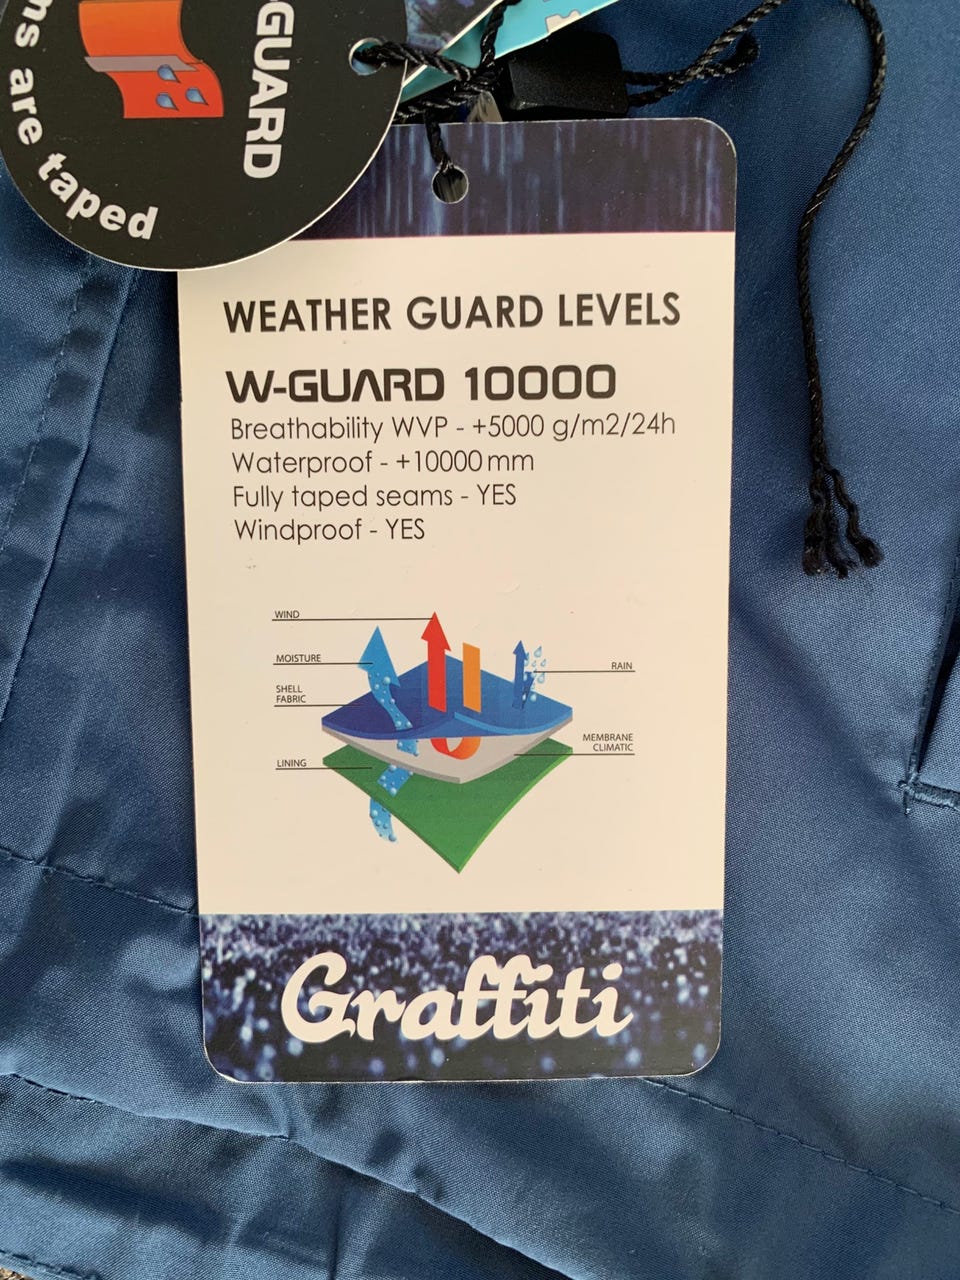 GUARD
are taped
WEATHER GUARD LEVELS
W-GUARD 10000
Breathability WVP - +5000 g/m2/24h
Waterproof - +10000 mm
Fully taped seams - YES
Windproof - YES
WIND
MOISTURE
RAIN
SHELL
FABRIC
MEMBRANE
CLIMATIC
LINING
Graffiti